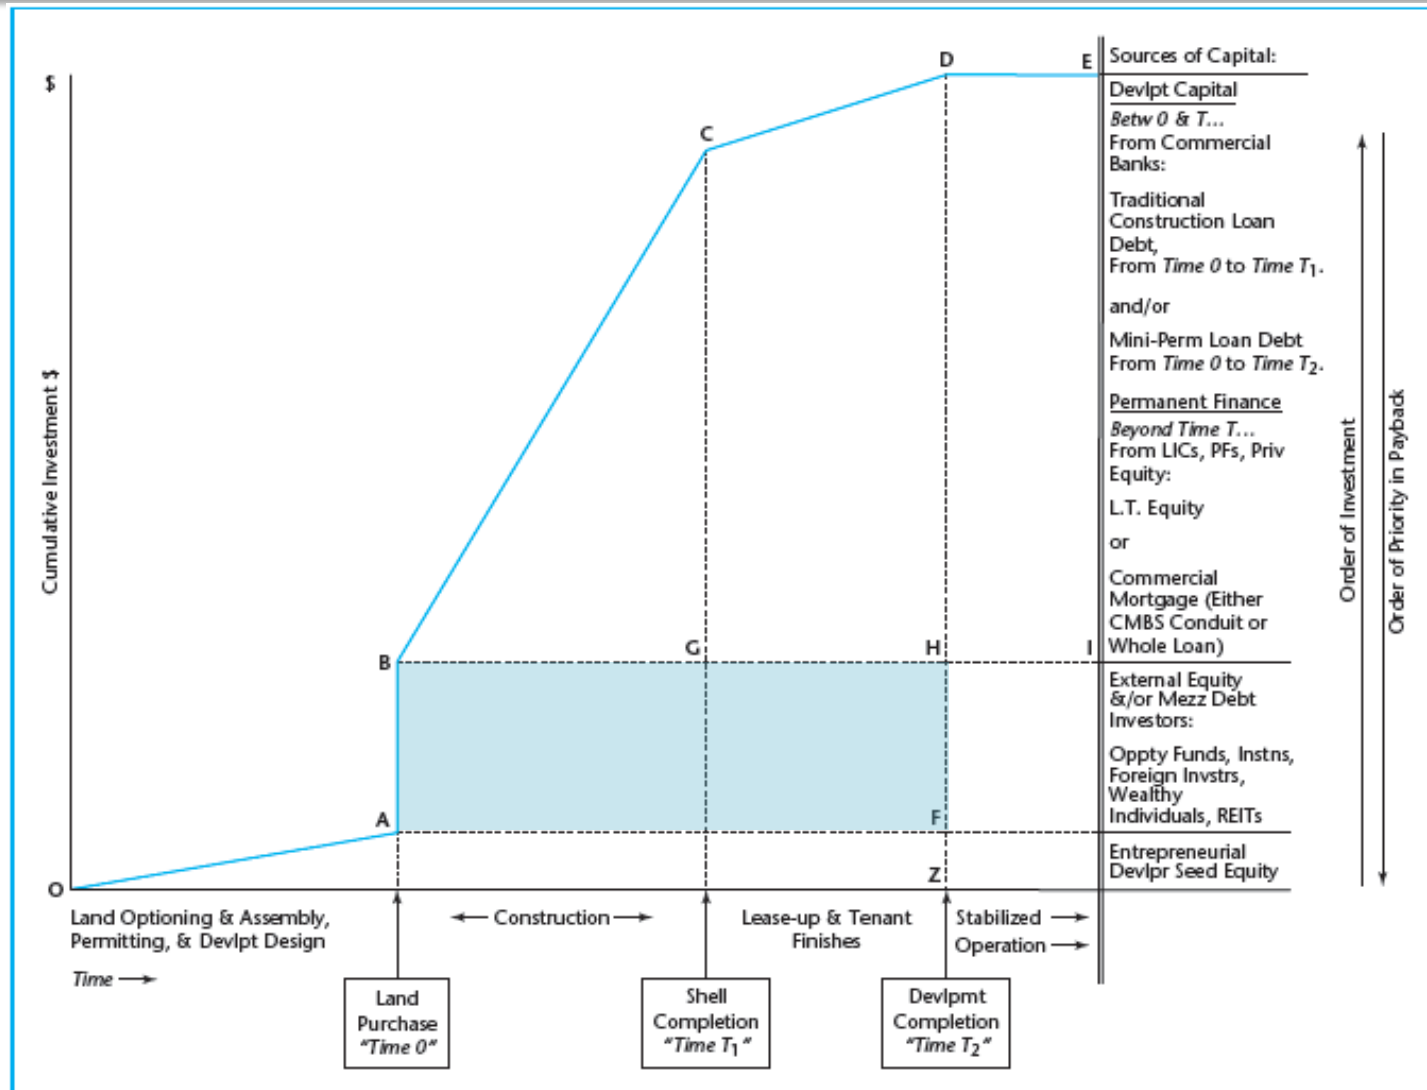 $
Cumulative Investment $
O
A
B
C
D
E
G
H
I
F
Z
Sources of Capital:
Devlpt Capital
Betw 0 & T...
From Commercial
Banks:
Traditional
Construction Loan
Debt,
From Time 0 to Time T1.
and/or
Mini-Perm Loan Debt
From Time 0 to Time T2.
Permanent Finance
Beyond Time T...
From LICs, PFs, Priv
Equity:
L.T. Equity
or
Commercial
Mortgage (Either
CMBS Conduit or
Whole Loan)
External Equity
&/or Mezz Debt
Investors:
Oppty Funds, Instns,
Foreign Invstrs,
Wealthy
Individuals, REITs
Entrepreneurial
Devlpr Seed Equity
Order of Investment
Order of Priority in Payback
Land Optioning & Assembly,
Permitting, & Devlpt Design
Construction
Lease-up & Tenant
Finishes
Stabilized
Operation
Time
Land
Purchase
"Time 0"
Shell
Completion
"Time T1"
Devlpmt
Completion
"Time T2"